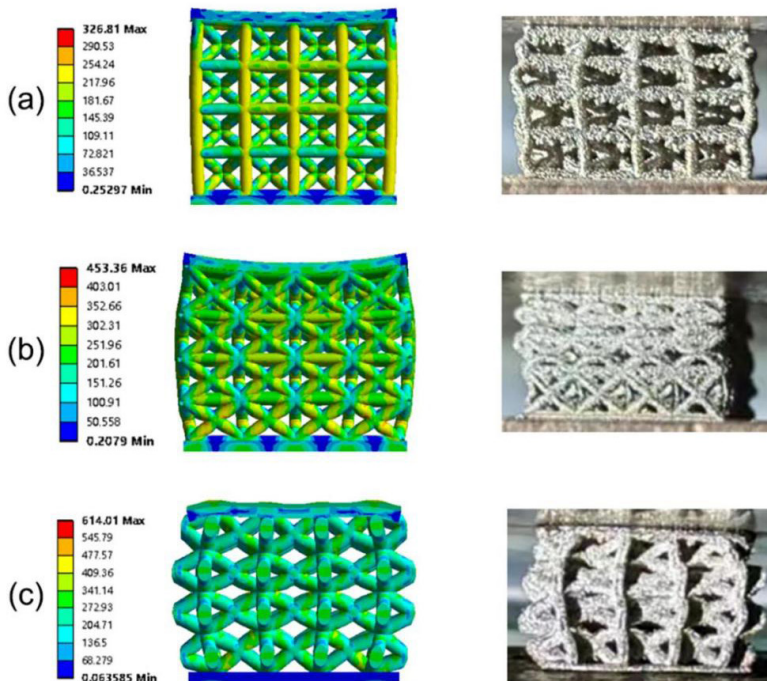 (a)
326.81 Max
290.53
254.24
217.96
181.67
145.39
109.11
72.821
36.537
0.25297 Min
(b)
453.36 Max
403.01
352.66
302.31
251.96
201.61
151.26
100.91
50.558
0.2079 Min
(c)
614.01 Max
545.79
477.57
409.36
341.14
272.93
204.71
136.5
68.279
0.063585 Min